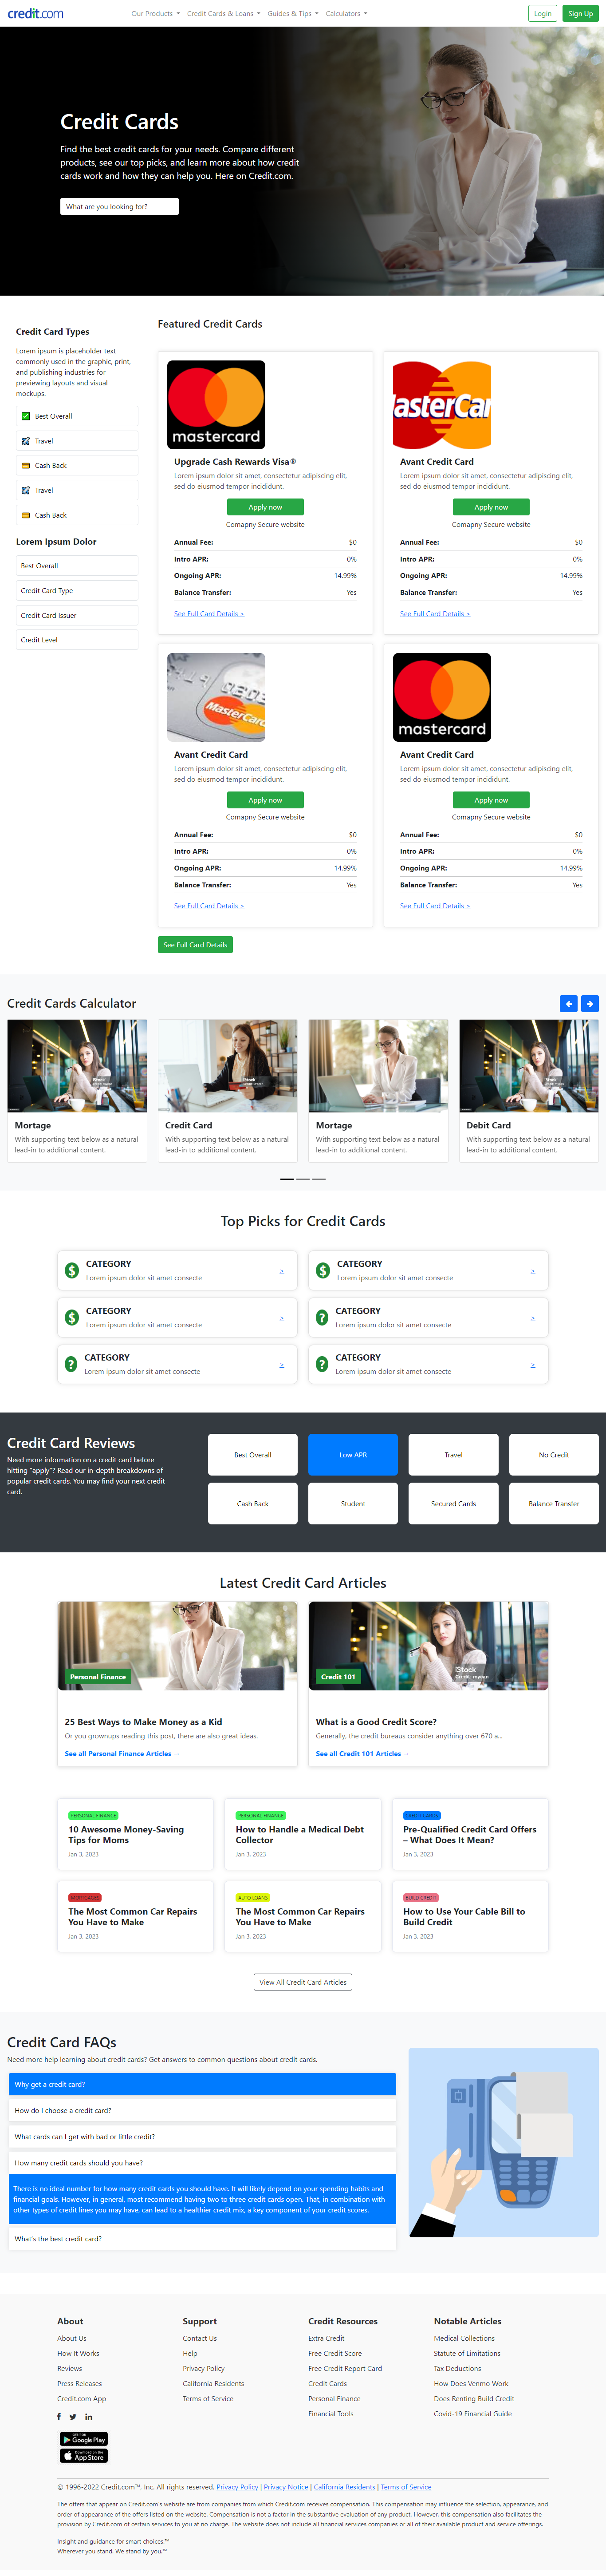 credit.com
Our Products
Credit Cards & Loans
Guides & Tips
Calculators
Login
Sign Up
Credit Cards
Find the best credit cards for your needs. Compare different
products, see our top picks, and learn more about how credit
cards work and how they can help you. Here on Credit.com.
What are you looking for?
Credit Card Types
Lorem ipsum is placeholder text
commonly used in the graphic, print,
and publishing industries for
previewing layouts and visual
mockups.
Best Overall
Travel
Cash Back
Travel
Cash Back
Lorem Ipsum Dolor
Best Overall
Credit Card Type
Credit Card Issuer
Credit Level
Featured Credit Cards
mastercard
Upgrade Cash Rewards Visa®
Lorem ipsum dolor sit amet, consectetur adipiscing elit,
sed do eiusmod tempor incididunt.
Apply now
Comapny Secure website
Annual Fee: $0
Intro APR: 0%
Ongoing APR: 14.99%
Balance Transfer: Yes
See Full Card Details >
asterCar
Avant Credit Card
Lorem ipsum dolor sit amet, consectetur adipiscing elit,
sed do eiusmod tempor incididunt.
Apply now
Comapny Secure website
Annual Fee: $0
Intro APR: 0%
Ongoing APR: 14.99%
Balance Transfer: Yes
See Full Card Details >
MasterCard
Avant Credit Card
Lorem ipsum dolor sit amet, consectetur adipiscing elit,
sed do eiusmod tempor incididunt.
Apply now
Comapny Secure website
Annual Fee: $0
Intro APR: 0%
Ongoing APR: 14.99%
Balance Transfer: Yes
See Full Card Details >
mastercard
Avant Credit Card
Lorem ipsum dolor sit amet, consectetur adipiscing elit,
sed do eiusmod tempor incididunt.
Apply now
Comapny Secure website
Annual Fee: $0
Intro APR: 0%
Ongoing APR: 14.99%
Balance Transfer: Yes
See Full Card Details >
See Full Card Details
Credit Cards Calculator
iStock
Mortage
With supporting text below as a natural
lead-in to additional content.
iStock
Credit Card
With supporting text below as a natural
lead-in to additional content.
Mortage
With supporting text below as a natural
lead-in to additional content.
iStock
Debit Card
With supporting text below as a natural
lead-in to additional content.
Top Picks for Credit Cards
$
CATEGORY
Lorem ipsum dolor sit amet consecte
>
$
CATEGORY
Lorem ipsum dolor sit amet consecte
>
$
CATEGORY
Lorem ipsum dolor sit amet consecte
>
?
CATEGORY
Lorem ipsum dolor sit amet consecte
>
?
CATEGORY
Lorem ipsum dolor sit amet consecte
>
?
CATEGORY
Lorem ipsum dolor sit amet consecte
>
Credit Card Reviews
Need more information on a credit card before
hitting "apply"? Read our in-depth breakdowns of
popular credit cards. You may find your next credit
card.
Best Overall
Low APR
Travel
No Credit
Cash Back
Student
Secured Cards
Balance Transfer
Latest Credit Card Articles
Personal Finance
25 Best Ways to Make Money as a Kid
Or you grownups reading this post, there are also great ideas.
See all Personal Finance Articles →
iStock
Credit 101
What is a Good Credit Score?
Generally, the credit bureaus consider anything over 670 a...
See all Credit 101 Articles →
PERSONAL FINANCE
10 Awesome Money-Saving
Tips for Moms
Jan 3, 2023
PERSONAL FINANCE
How to Handle a Medical Debt
Collector
Jan 3, 2023
CREDIT CARDS
Pre-Qualified Credit Card Offers
– What Does It Mean?
Jan 3, 2023
MORTGAGES
The Most Common Car Repairs
You Have to Make
Jan 3, 2023
AUTO LOANS
The Most Common Car Repairs
You Have to Make
Jan 3, 2023
BUILD CREDIT
How to Use Your Cable Bill to
Build Credit
Jan 3, 2023
View All Credit Card Articles
Credit Card FAQs
Need more help learning about credit cards? Get answers to common questions about credit cards.
Why get a credit card?
How do I choose a credit card?
What cards can I get with bad or little credit?
How many credit cards should you have?
There is no ideal number for how many credit cards you should have. It will likely depend on your spending habits and
financial goals. However, in general, most recommend having two to three credit cards open. That, in combination with
other types of credit lines you may have, can lead to a healthier credit mix, a key component of your credit scores.
What's the best credit card?
About
About Us
How It Works
Reviews
Press Releases
Credit.com App
GET IT ON
Google Play
Download on the
App Store
Support
Contact Us
Help
Privacy Policy
California Residents
Terms of Service
Credit Resources
Extra Credit
Free Credit Score
Free Credit Report Card
Credit Cards
Personal Finance
Financial Tools
Notable Articles
Medical Collections
Statute of Limitations
Tax Deductions
How Does Venmo Work
Does Renting Build Credit
Covid-19 Financial Guide
© 1996-2022 Credit.com™, Inc. All rights reserved. Privacy Policy | Privacy Notice | California Residents | Terms of Service
The offers that appear on Credit.com's website are from companies from which Credit.com receives compensation. This compensation may influence the selection, appearance, and
order of appearance of the offers listed on the website. Compensation is not a factor in the substantive evaluation of any product. However, this compensation also facilitates the
provision by Credit.com of certain services to you at no charge. The website does not include all financial services companies or all of their available product and service offerings.
Insight and guidance for smart choices.™
Wherever you stand. We stand by you.™